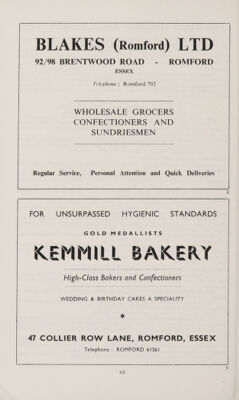 BLAKES (Romford) LTD
92/98 BRENTWOOD ROAD - ROMFORD
ESSEX
Telephone: Romford 792
WHOLESALE GROCERS
CONFECTIONERS AND
SUNDRIESMEN
Regular Service, Personal Attention and Quick Deliveries
FOR UNSURPASSED HYGIENIC STANDARDS
GOLD MEDALLISTS
KEMMILL BAKERY
High-Class Bakers and Confectioners
WEDDING & BIRTHDAY CAKES A SPECIALITY
*
47 COLLIER ROW LANE, ROMFORD, ESSEX
Telephone: ROMFORD 61361